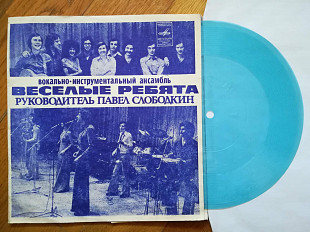 вокально-инструментальный ансамбль
ВЕСЕЛЫЕ РЕБЯТА
РУКОВОДИТЕЛЬ ПАВЕЛ СЛОБОДКИН